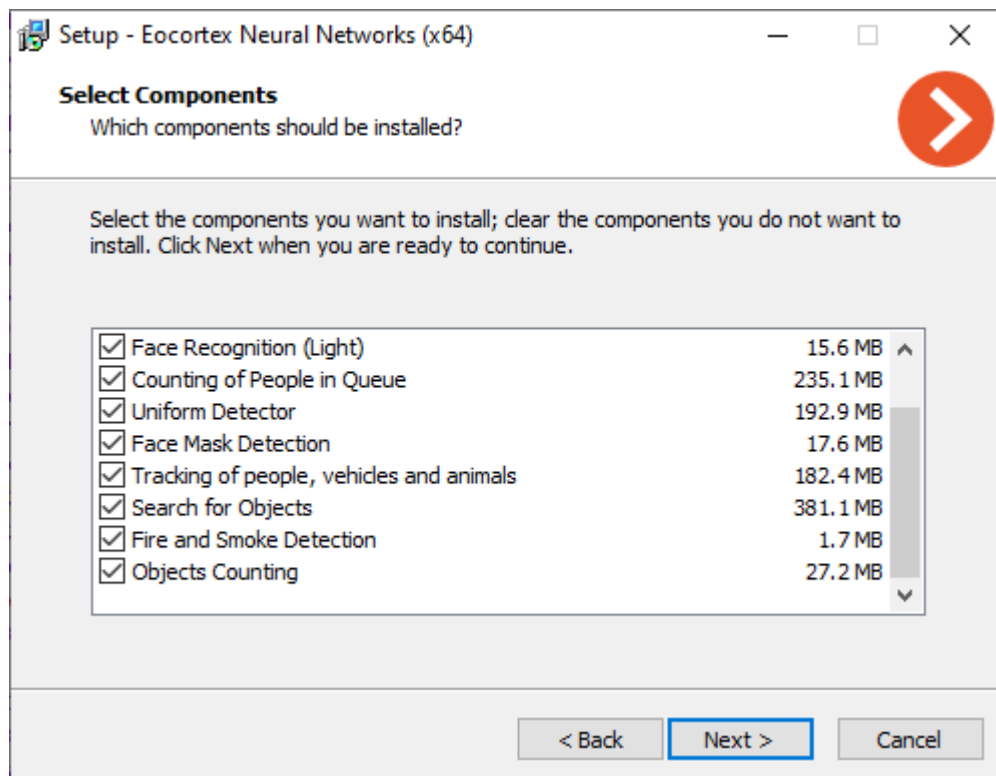 Setup - Eocortex Neural Networks (x64)
Select Components
Which components should be installed?
Select the components you want to install; clear the components you do not want to
install. Click Next when you are ready to continue.
Face Recognition (Light) 15.6 MB
Counting of People in Queue 235.1 MB
Uniform Detector 192.9 MB
Face Mask Detection 17.6 MB
Tracking of people, vehicles and animals 182.4 MB
Search for Objects 381.1 MB
Fire and Smoke Detection 1.7 MB
Objects Counting 27.2 MB
< Back Next > Cancel